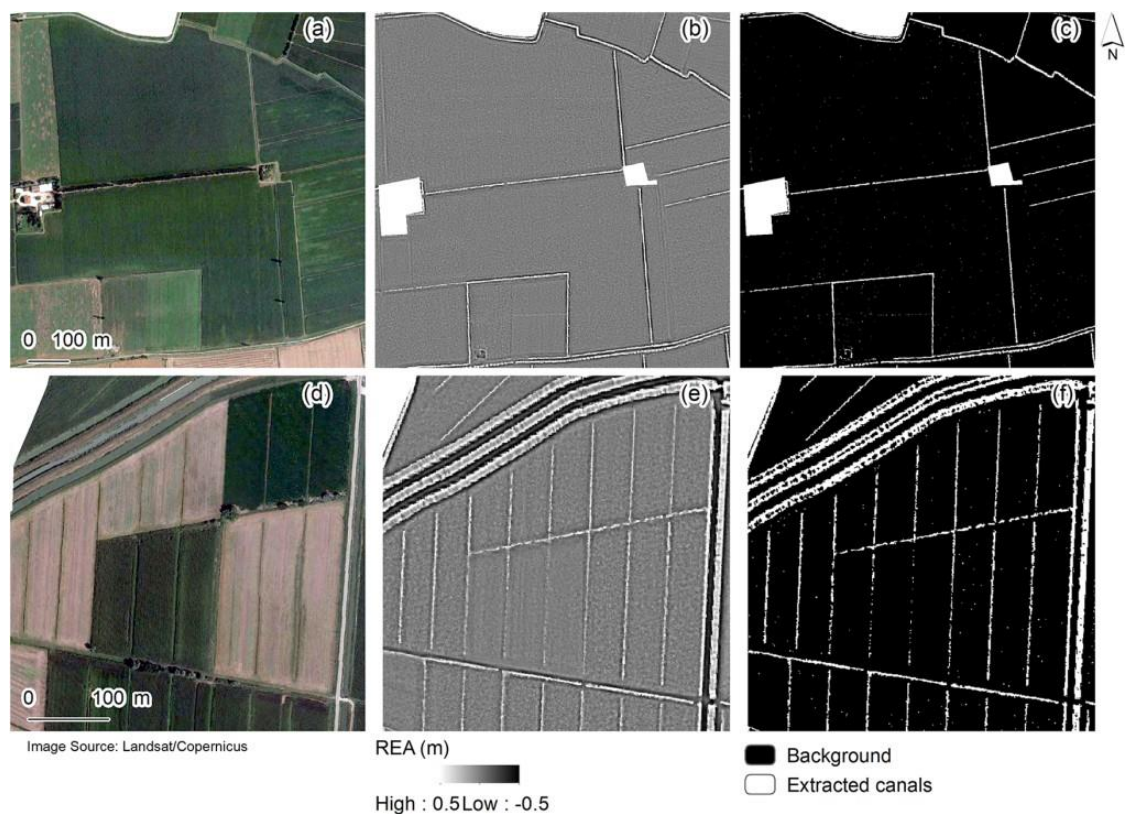 (a)
(b)
(c)
N
0 100 m
(d)
(e)
(f)
0 100 m
Image Source: Landsat/Copernicus
REA (m)
High : 0.5 Low : -0.5
Background
Extracted canals